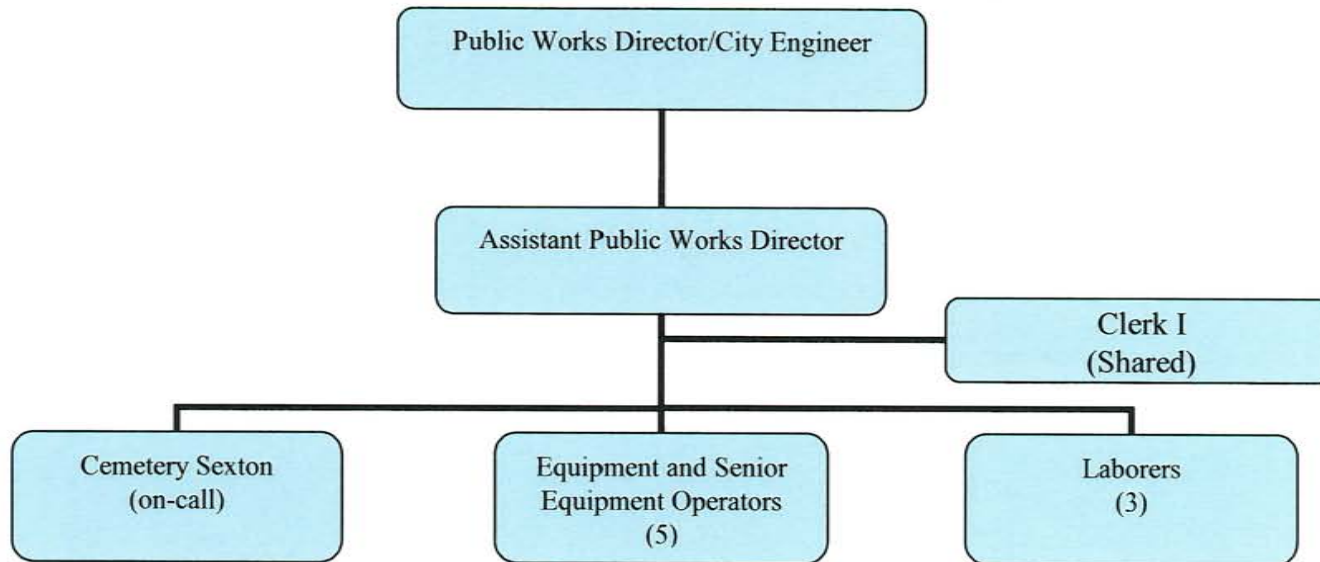 Public Works Director/City Engineer
Assistant Public Works Director
Clerk I
(Shared)
Cemetery Sexton
(on-call)
Equipment and Senior
Equipment Operators
(5)
Laborers
(3)